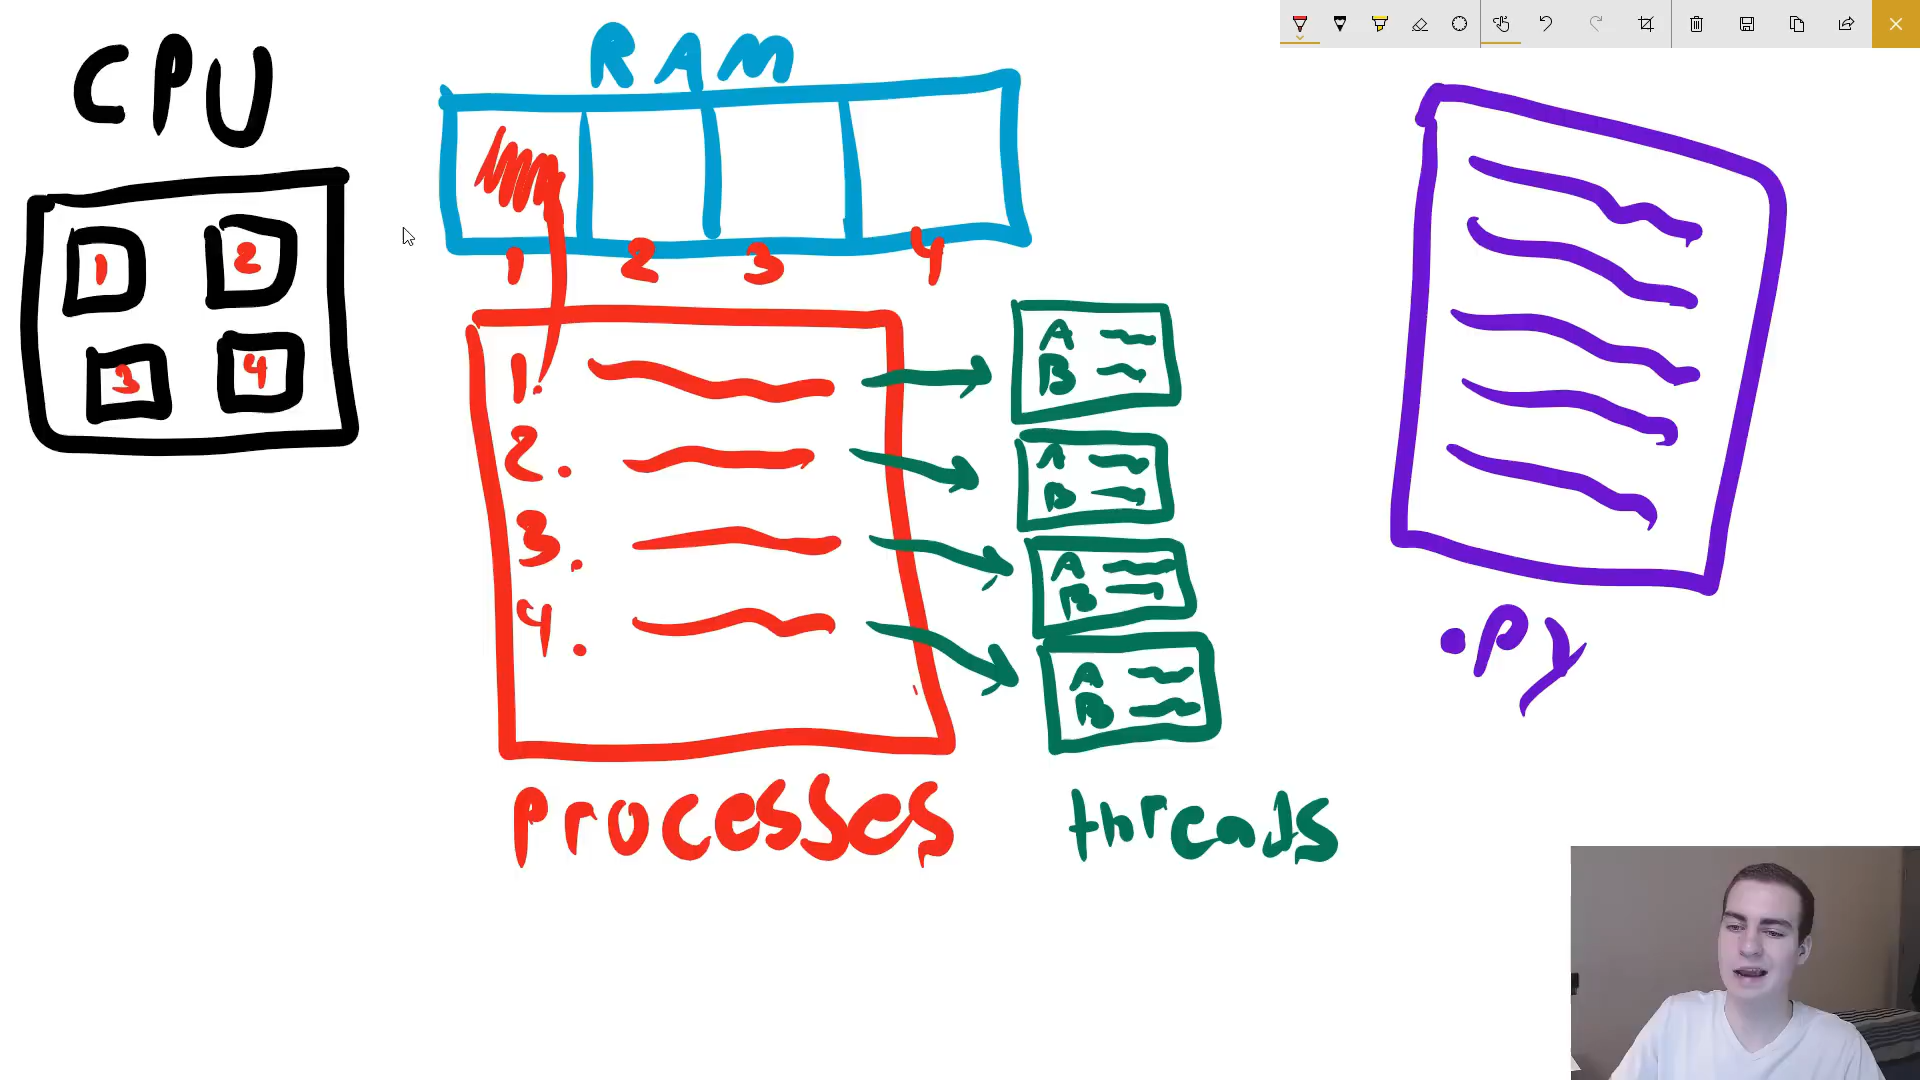 CPU
RAM
1 2
3 4
1 2 3 4
1.
2.
3.
4.
A
B
A
B
A
B
A
B
Processes
threads
.py